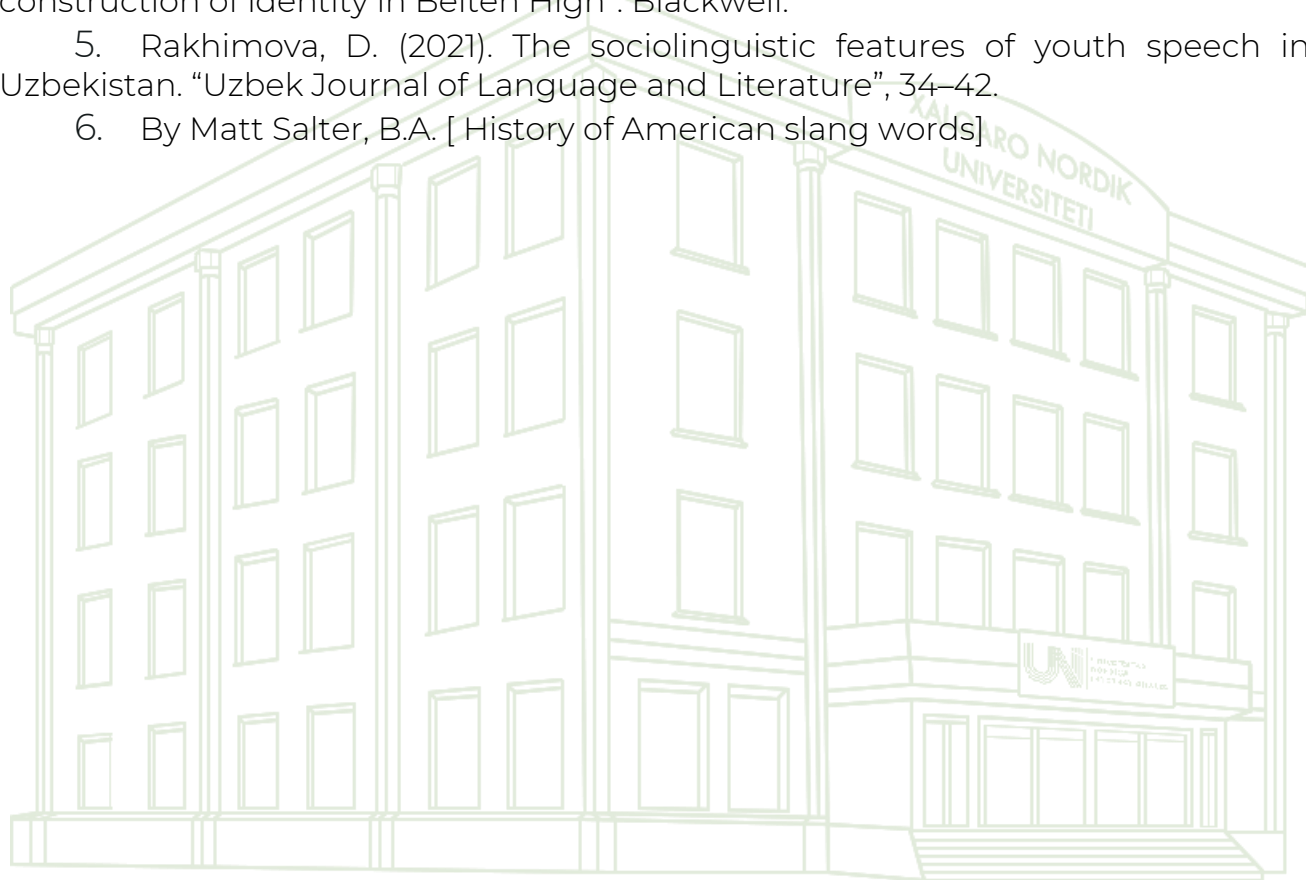 construction of identity in Belten High”. Blackwell.
5. Rakhimova, D. (2021). The sociolinguistic features of youth speech in
Uzbekistan. “Uzbek Journal of Language and Literature”, 34–42.
6. By Matt Salter, B.A. [ History of American slang words]
XALQARO NORDIK
UNIVERSITETI
UNI